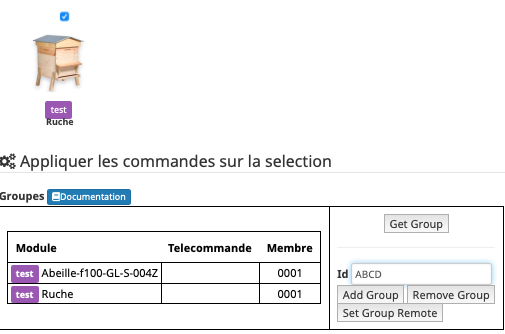 test
Ruche
Appliquer les commandes sur la selection
Groupes Documentation
Get Group
Module Telecommande Membre
test Abeille-f100-GL-S-004Z 0001
test Ruche 0001
Id ABCD
Add Group Remove Group
Set Group Remote